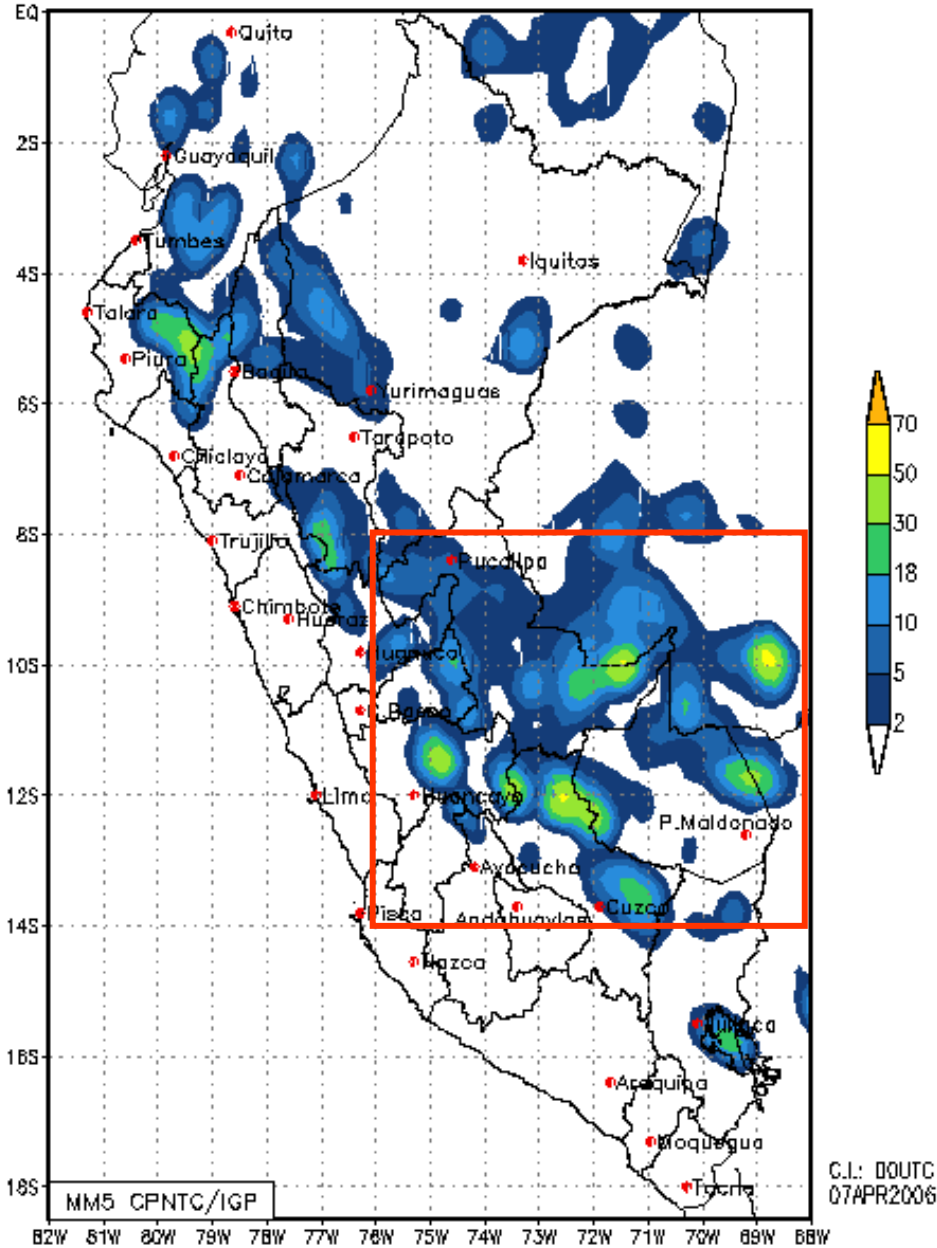 EQ
Quito
2S
Guayaquil
Tumbes
4S
Iquitos
Talara
Piura
Bagua
Yurimaguas
6S
Tarapoto
Chiclayo
Cajamarca
8S
Trujillo
Pucallpa
Chimbote
Huaraz
Huanuco
10S
Lima
12S
Huancayo
P.Maldonado
Ayacucho
Pisco
Andahuaylas
Cuzco
14S
Nazca
Juliaca
16S
Arequipa
Moquegua
18S
Tacna
MM5 CPNTC/IGP
82W 81W 80W 79W 78W 77W 76W 75W 74W 73W 72W 71W 70W 69W 68W
70
50
30
18
10
5
2
C.I.: 00UTC
07APR2006